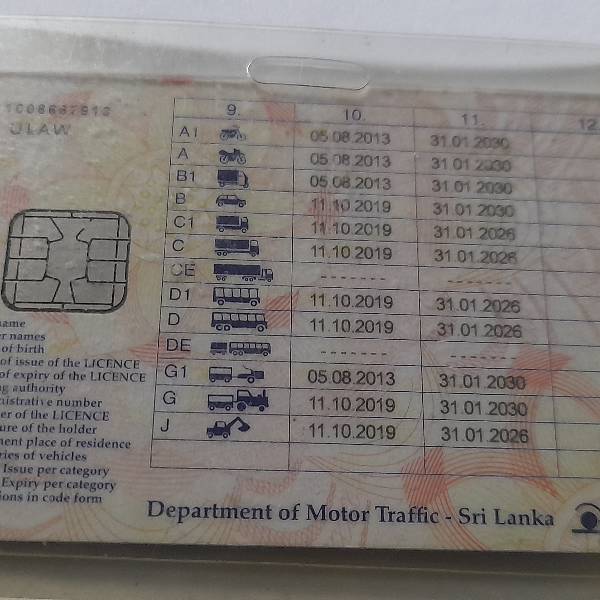 JLAW
9. 10. 11. 12.
A1 05.08.2013 31.01.2030
A 05.08.2013 31.01.2030
B1 05.08.2013 31.01.2030
B 11.10.2019 31.01.2030
C1 11.10.2019 31.01.2026
C 11.10.2019 31.01.2026
CE - - - - - - - - - - - - - -
D1 11.10.2019 31.01.2026
D 11.10.2019 31.01.2026
DE - - - - - - - - - - - - - -
G1 05.08.2013 31.01.2030
G 11.10.2019 31.01.2030
J 11.10.2019 31.01.2026
name
er names
of birth
of issue of the LICENCE
of expiry of the LICENCE
ng authority
nistrative number
er of the LICENCE
ure of the holder
nent place of residence
ries of vehicles
Issue per category
Expiry per category
ions in code form
Department of Motor Traffic - Sri Lanka